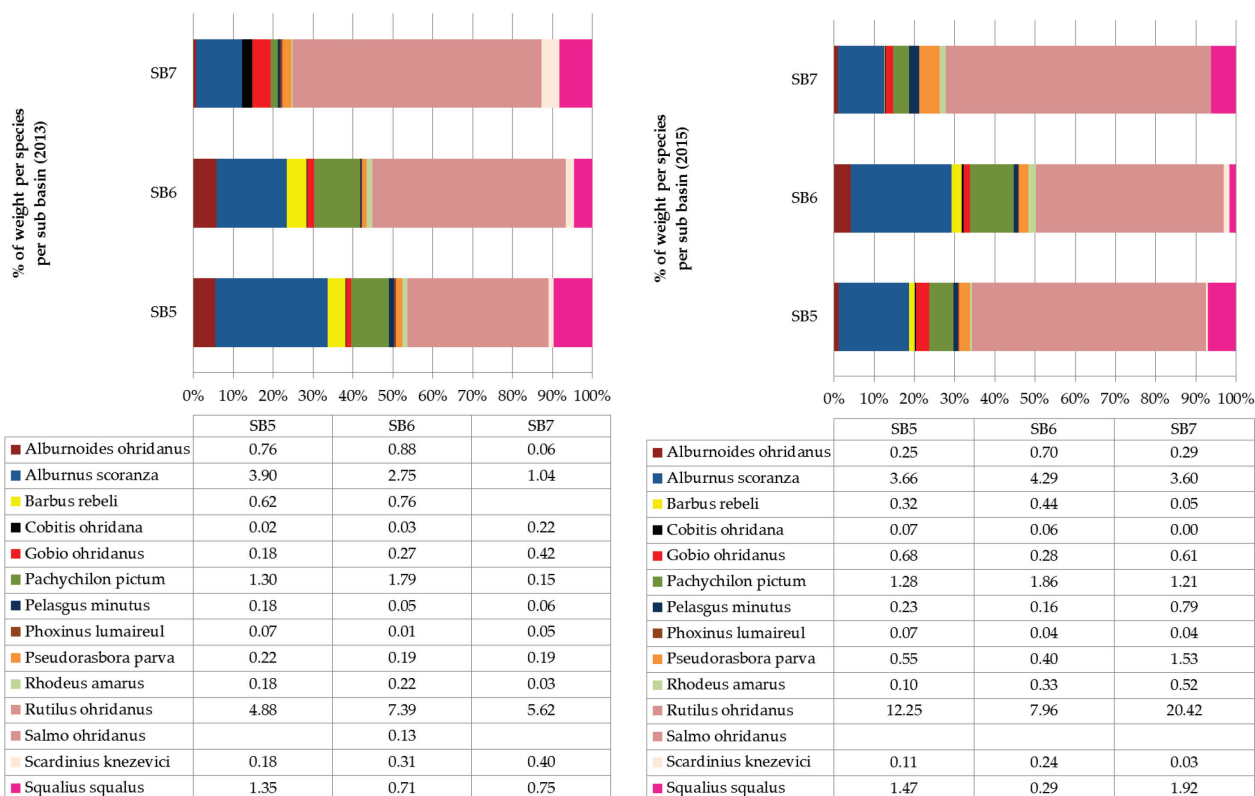 % of weight per species
per sub basin (2013)
SB7
SB6
SB5
0% 10% 20% 30% 40% 50% 60% 70% 80% 90% 100%
SB5 SB6 SB7
Alburnoides ohridanus 0.76 0.88 0.06
Alburnus scoranza 3.90 2.75 1.04
Barbus rebeli 0.62 0.76
Cobitis ohridana 0.02 0.03 0.22
Gobio ohridanus 0.18 0.27 0.42
Pachychilon pictum 1.30 1.79 0.15
Pelasgus minutus 0.18 0.05 0.06
Phoxinus lumaireul 0.07 0.01 0.05
Pseudorasbora parva 0.22 0.19 0.19
Rhodeus amarus 0.18 0.22 0.03
Rutilus ohridanus 4.88 7.39 5.62
Salmo ohridanus 0.13
Scardinius knezevici 0.18 0.31 0.40
Squalius squalus 1.35 0.71 0.75
% of weight per species
per sub basin (2015)
SB7
SB6
SB5
0% 10% 20% 30% 40% 50% 60% 70% 80% 90% 100%
SB5 SB6 SB7
Alburnoides ohridanus 0.25 0.70 0.29
Alburnus scoranza 3.66 4.29 3.60
Barbus rebeli 0.32 0.44 0.05
Cobitis ohridana 0.07 0.06 0.00
Gobio ohridanus 0.68 0.28 0.61
Pachychilon pictum 1.28 1.86 1.21
Pelasgus minutus 0.23 0.16 0.79
Phoxinus lumaireul 0.07 0.04 0.04
Pseudorasbora parva 0.55 0.40 1.53
Rhodeus amarus 0.10 0.33 0.52
Rutilus ohridanus 12.25 7.96 20.42
Salmo ohridanus
Scardinius knezevici 0.11 0.24 0.03
Squalius squalus 1.47 0.29 1.92